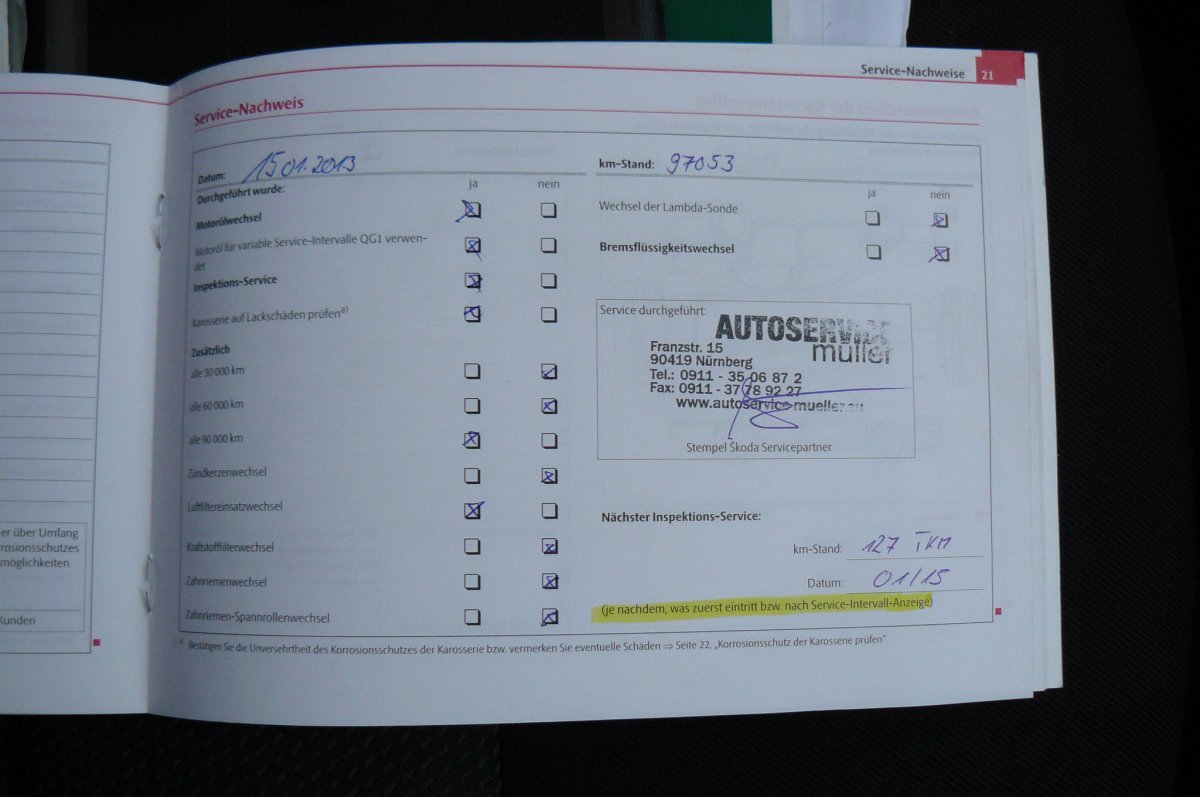 Service-Nachweise 21
Service-Nachweis
Datum: 15.01.2013
km-Stand: 97053
Durchgeführt wurde:
ja nein
Motorölwechsel
Motoröl für variable Service-Intervalle QG1 verwen-
det
Inspektions-Service
Karosserie auf Lackschäden prüfena)
Zusätzlich
alle 30 000 km
alle 60 000 km
alle 90 000 km
Zündkerzenwechsel
Luftfiltereinsatzwechsel
Kraftstofffilterwechsel
Zahnriemenwechsel
Zahnriemen-Spannrollenwechsel
ja nein
Wechsel der Lambda-Sonde
Bremsflüssigkeitswechsel
Service durchgeführt:
AUTOSERVICE
müller
Franzstr. 15
90419 Nürnberg
Tel.: 0911 - 35 06 87 2
Fax: 0911 - 37 78 92 27
www.autoservice-mueller.eu
Stempel Škoda Servicepartner
Nächster Inspektions-Service:
km-Stand: 127 TKM
Datum: 01/15
(je nachdem, was zuerst eintritt bzw. nach Service-Intervall-Anzeige)
a) Bestätigen Sie die Unversehrtheit des Korrosionsschutzes der Karosserie bzw. vermerken Sie eventuelle Schäden ⇒ Seite 22, „Korrosionsschutz der Karosserie prüfen“.
er über Umfang
rosionsschutzes
möglichkeiten
Kunden